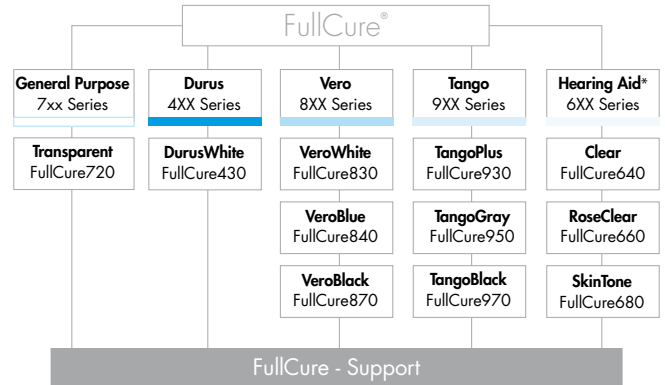 FullCure®
General Purpose
7xx Series
Durus
4XX Series
Vero
8XX Series
Tango
9XX Series
Hearing Aid*
6XX Series
Transparent
FullCure720
DurusWhite
FullCure430
VeroWhite
FullCure830
TangoPlus
FullCure930
Clear
FullCure640
VeroBlue
FullCure840
TangoGray
FullCure950
RoseClear
FullCure660
VeroBlack
FullCure870
TangoBlack
FullCure970
SkinTone
FullCure680
FullCure - Support